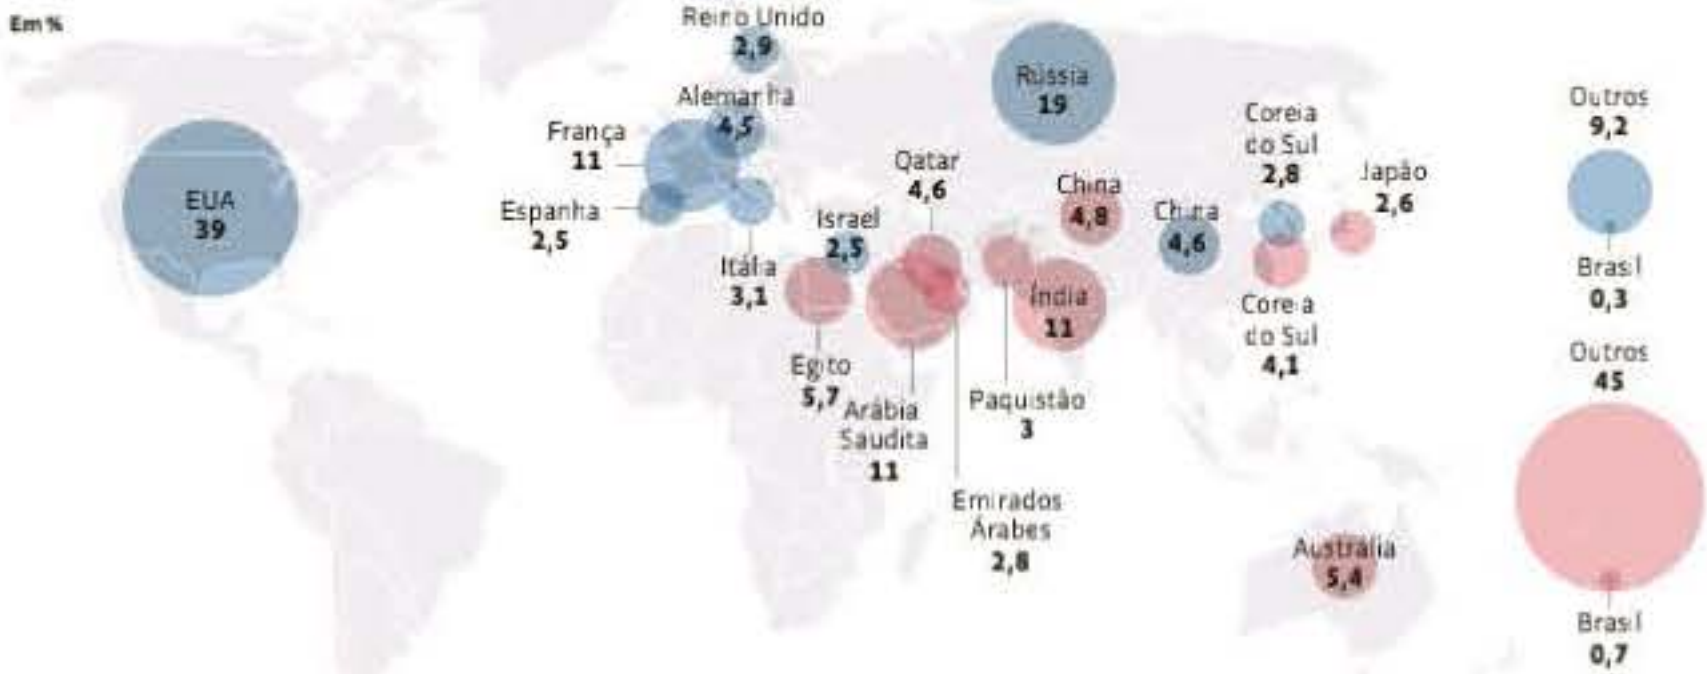 Em %
Reino Unido
2,9
Alemanha
4,5
França
11
Espanha
2,5
Itália
3,1
EUA
39
Rússia
19
Israel
2,5
Qatar
4,6
China
4,8
China
4,6
Coreia
do Sul
2,8
Japão
2,6
Egito
5,7
Arábia
Saudita
11
Emirados
Árabes
2,8
Paquistão
3
Índia
11
Coreia
do Sul
4,1
Austrália
5,4
Outros
9,2
Brasil
0,3
Outros
45
Brasil
0,7